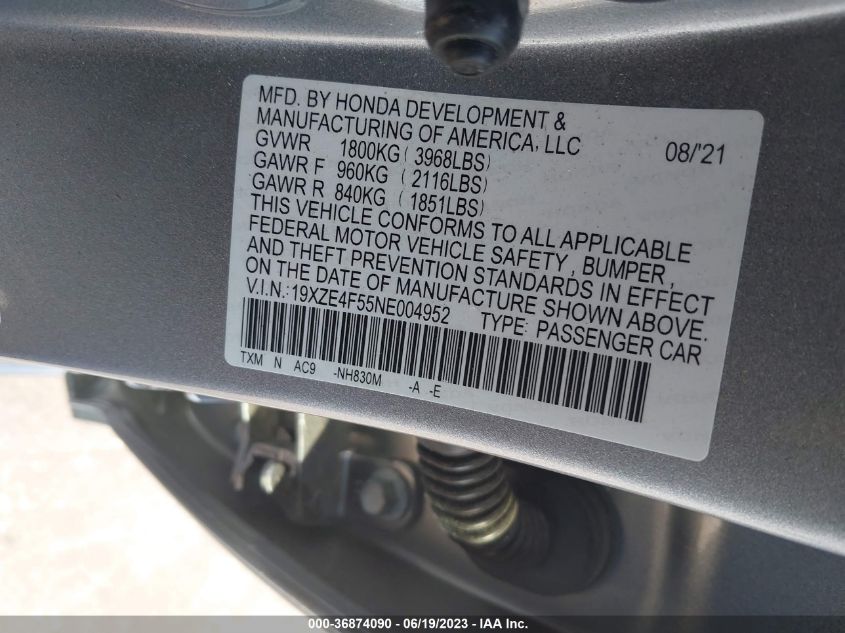 MFD. BY HONDA DEVELOPMENT &
MANUFACTURING OF AMERICA, LLC 08/'21
GVWR 1800KG ( 3968LBS)
GAWR F 960KG ( 2116LBS)
GAWR R 840KG ( 1851LBS)
THIS VEHICLE CONFORMS TO ALL APPLICABLE
FEDERAL MOTOR VEHICLE SAFETY , BUMPER ,
AND THEFT PREVENTION STANDARDS IN EFFECT
ON THE DATE OF MANUFACTURE SHOWN ABOVE.
V.I.N.:19XZE4F55NE004952 TYPE: PASSENGER CAR
TXM N AC9 -NH830M -A -E
000-36874090 - 06/19/2023 - IAA Inc.